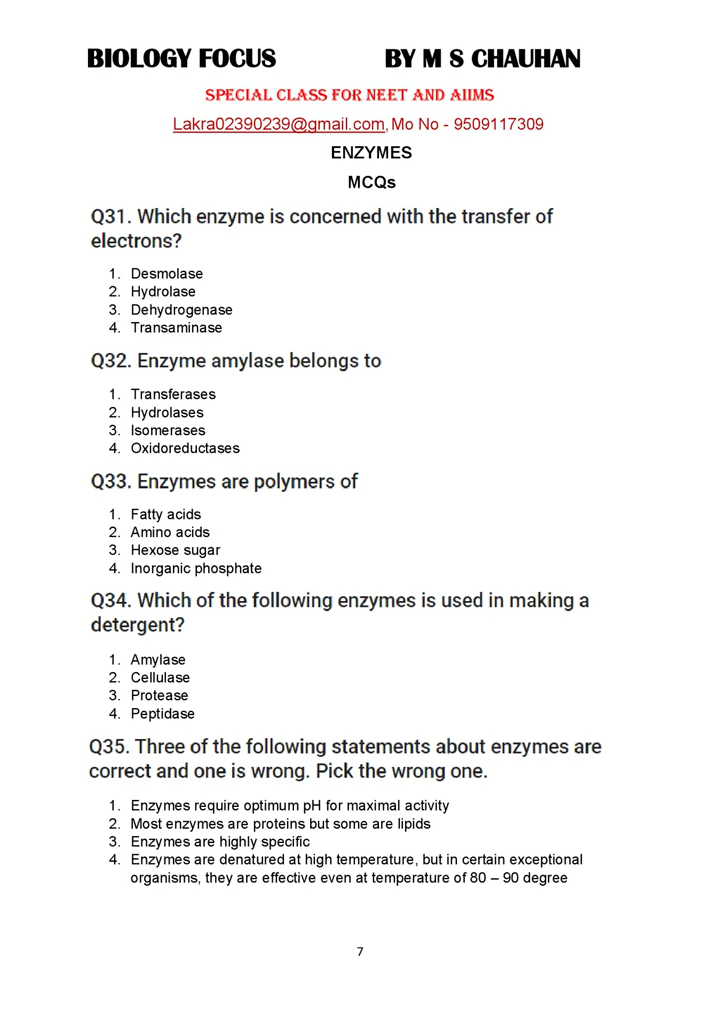 BIOLOGY FOCUS BY M S CHAUHAN
SPECIAL CLASS FOR NEET AND AIIMS
Lakra02390239@gmail.com, Mo No - 9509117309
ENZYMES
MCQs
Q31. Which enzyme is concerned with the transfer of
electrons?
1. Desmolase
2. Hydrolase
3. Dehydrogenase
4. Transaminase
Q32. Enzyme amylase belongs to
1. Transferases
2. Hydrolases
3. Isomerases
4. Oxidoreductases
Q33. Enzymes are polymers of
1. Fatty acids
2. Amino acids
3. Hexose sugar
4. Inorganic phosphate
Q34. Which of the following enzymes is used in making a
detergent?
1. Amylase
2. Cellulase
3. Protease
4. Peptidase
Q35. Three of the following statements about enzymes are
correct and one is wrong. Pick the wrong one.
1. Enzymes require optimum pH for maximal activity
2. Most enzymes are proteins but some are lipids
3. Enzymes are highly specific
4. Enzymes are denatured at high temperature, but in certain exceptional
organisms, they are effective even at temperature of 80 – 90 degree
7